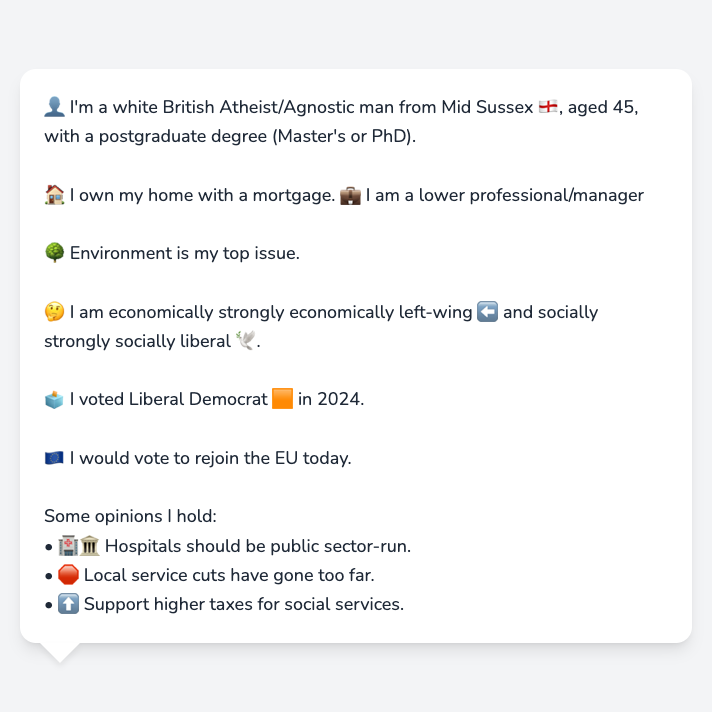 👤 I'm a white British Atheist/Agnostic man from Mid Sussex 🏴󠁧󠁢󠁥󠁮󠁧󠁿, aged 45,
with a postgraduate degree (Master's or PhD).
🏠 I own my home with a mortgage. 💼 I am a lower professional/manager
🌳 Environment is my top issue.
🤔 I am economically strongly economically left-wing ⬅️ and socially
strongly socially liberal 🕊️.
🗳️ I voted Liberal Democrat 🟧 in 2024.
🇪🇺 I would vote to rejoin the EU today.
Some opinions I hold:
• 🏥🏛️ Hospitals should be public sector-run.
• 🛑 Local service cuts have gone too far.
• ⬆️ Support higher taxes for social services.